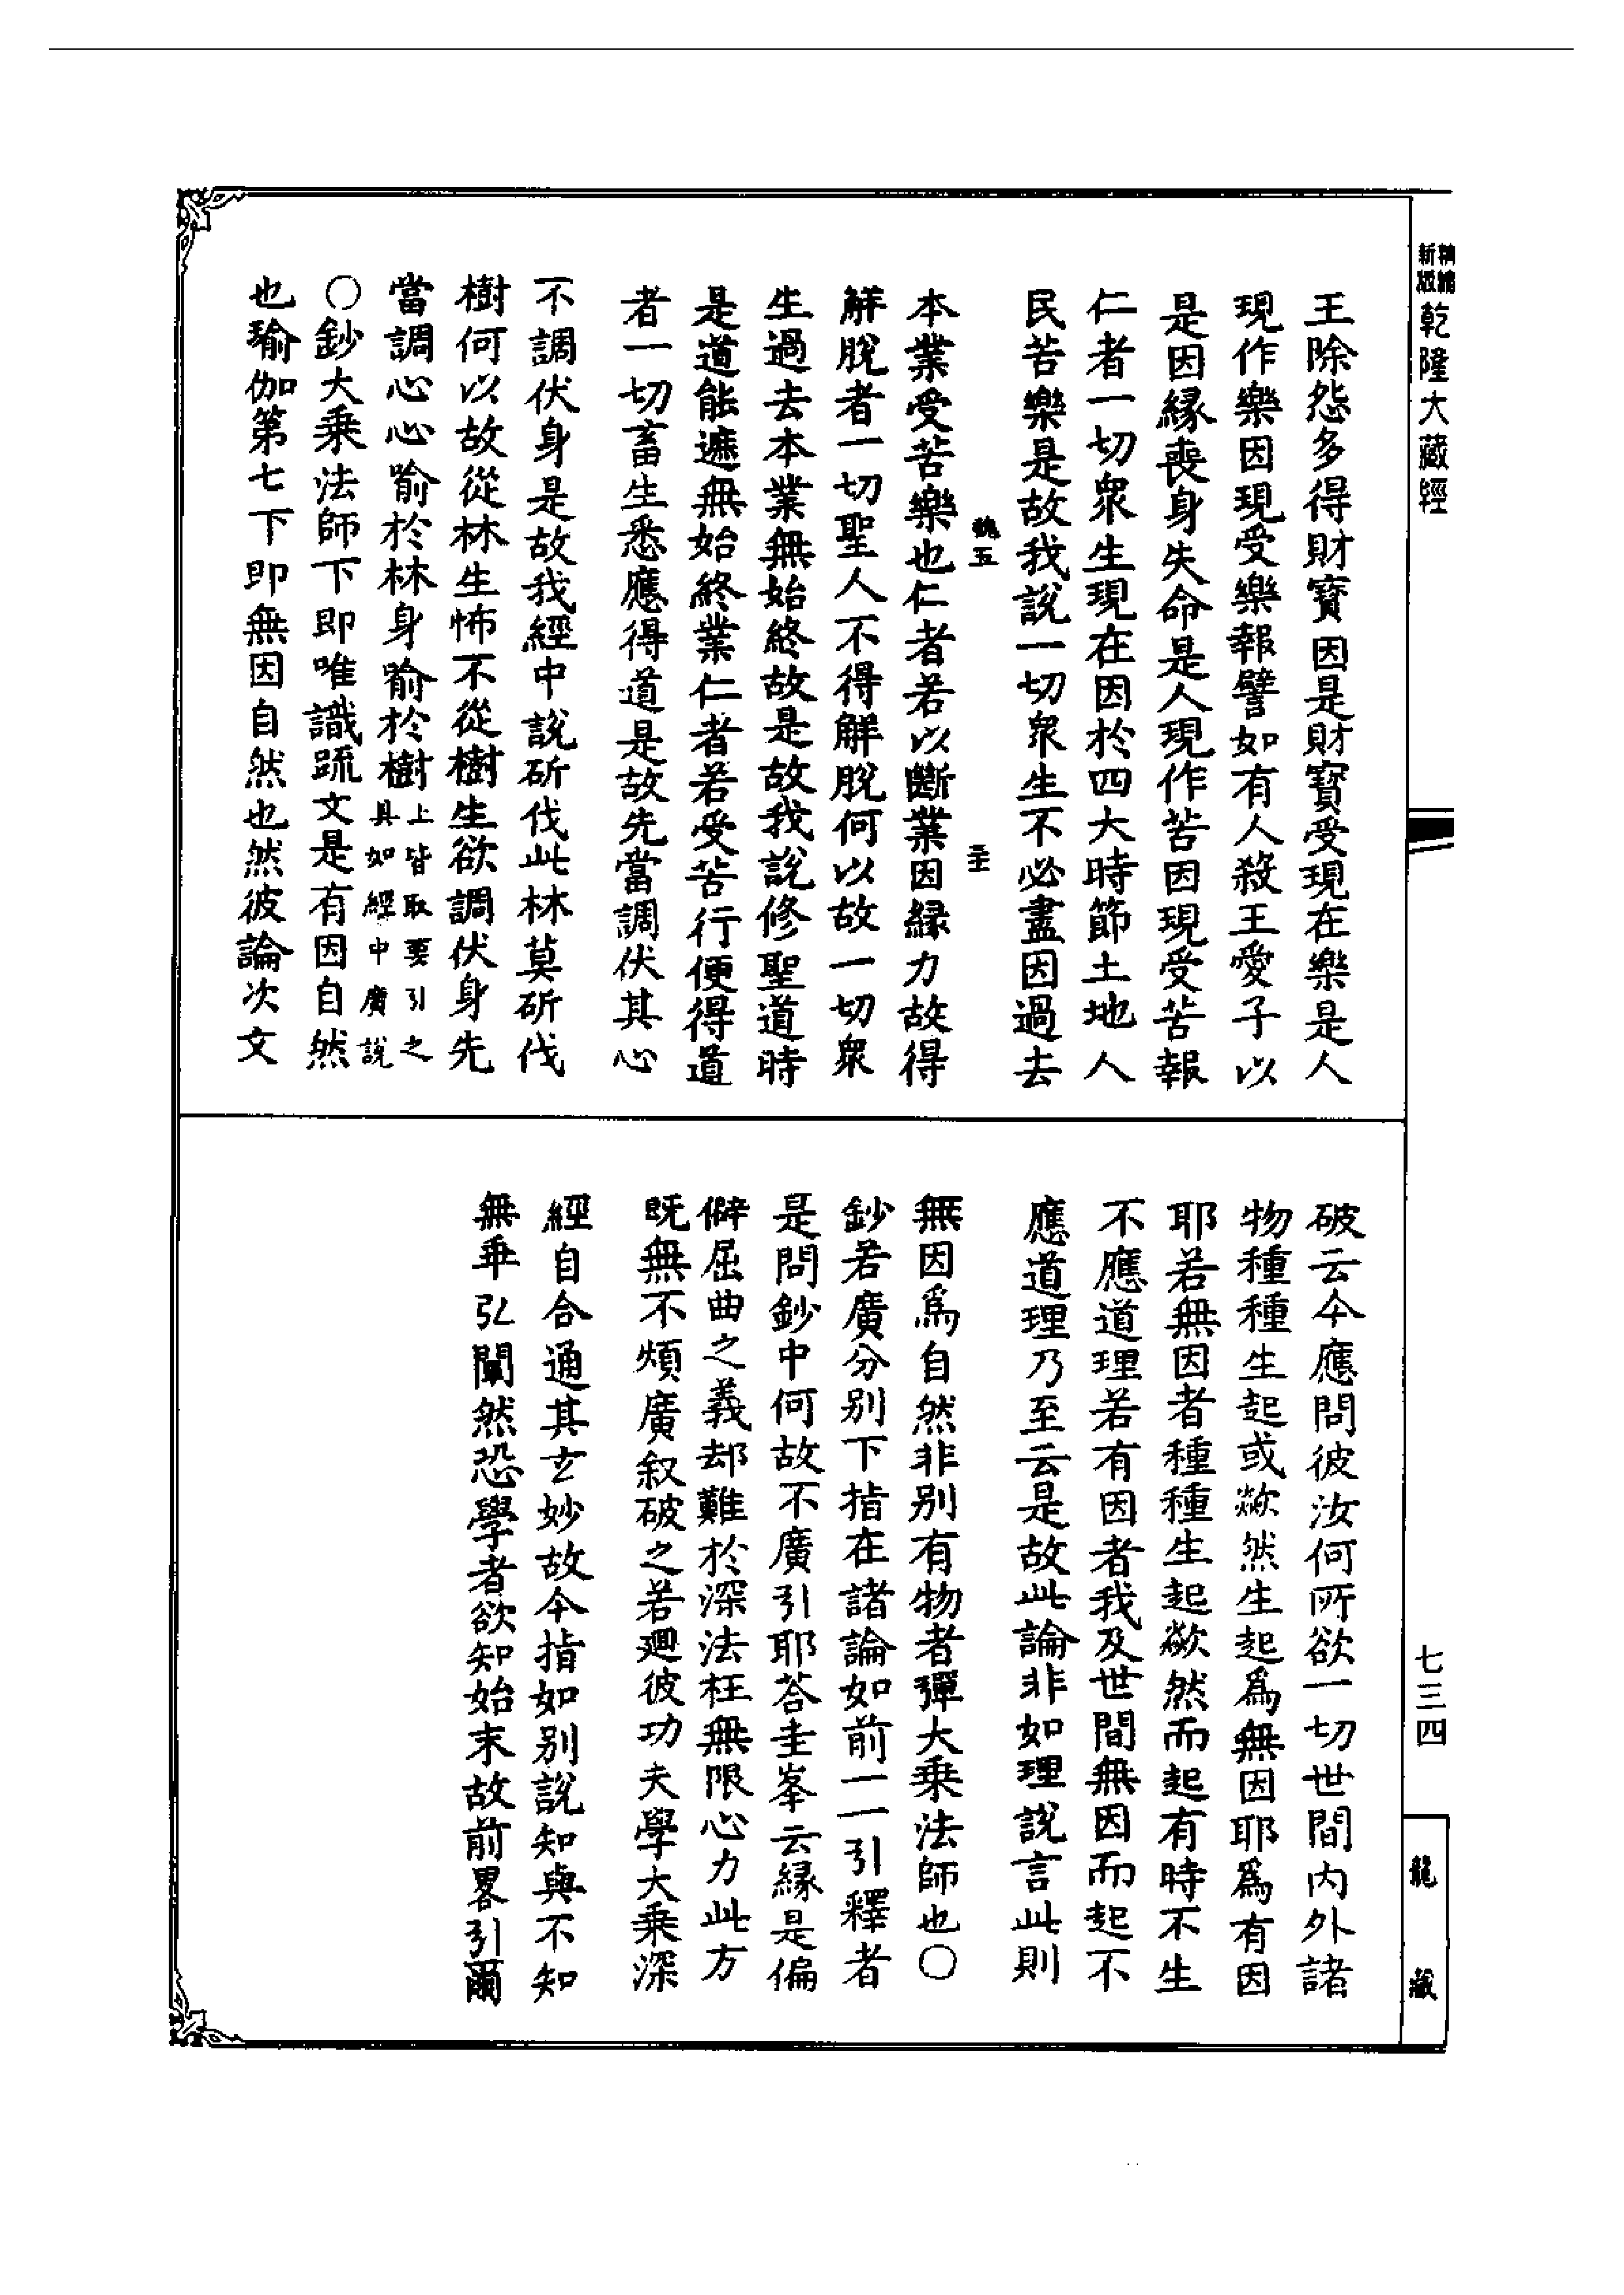 新編縮版
乾隆大藏經
王除怨多得財寳因是財寳受現在樂是人
現作樂因現受樂報譬如有人殺王愛子以
是因縁喪身失命是人現作苦因現受苦報
仁者一切衆生現在因於四大時節土地人
民苦樂是故我說一切衆生不必盡因過去
魏五
本業受苦樂也仁者若以斷業因縁力故得
解脫者一切聖人不得解脫何以故一切衆
生過去本業無始終故是故我說修聖道時
是道能遮無始終業仁者若受苦行便得道
者一切畜生悉應得道是故先當調伏其心
不調伏身是故我經中說斫伐此林莫斫伐
樹何以故從林生怖不從樹生欲調伏身先
當調心心喻於林身喻於樹上皆取要引之具如經中廣說
○鈔大乘法師下即唯識䟽文是有因自然
也瑜伽第七下即無因自然也然彼論次文
破云今應問彼汝何所欲一切世間内外諸
物種種生起或歘然生起爲無因耶爲有因
耶若無因者種種生起歘然而起有時不生
不應道理若有因者我及世間無因而起不
應道理乃至云是故此論非如理說言此則
無因爲自然非别有物者彈大乘法師也○
鈔若廣分别下指在諸論如前一一引釋者
是問鈔中何故不廣引耶荅圭峯云縁是偏
僻屈曲之義却難於深法枉無限心力此方
既無不煩廣叙破之若廻彼功夫學大乘深
經自合通其玄妙故今指如别說知與不知
無乖弘闡然恐學者欲知始末故前畧引爾
七三四
龍藏